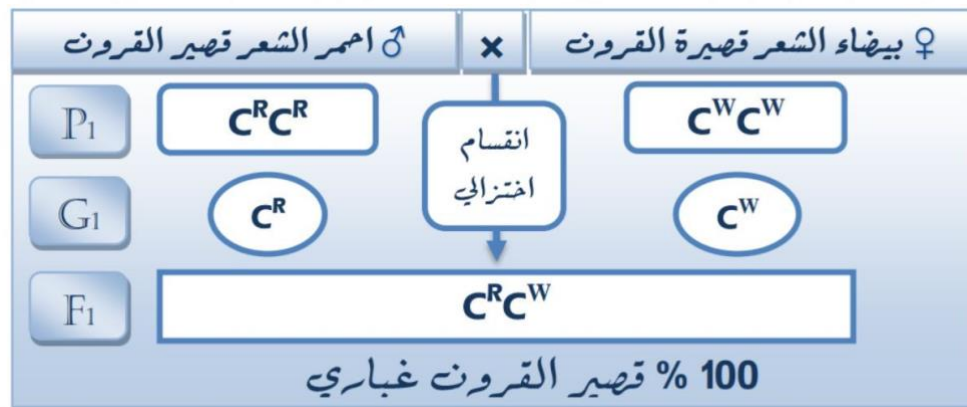 ♀ بيضاء الشعر قصيرة القرون × ♂ احمر الشعر قصير القرون
P₁ CᴿCᴿ CᵂCᵂ
انقسام
اختزالي
G₁ Cᴿ Cᵂ
F₁ CᴿCᵂ
100 % قصير القرون غباري